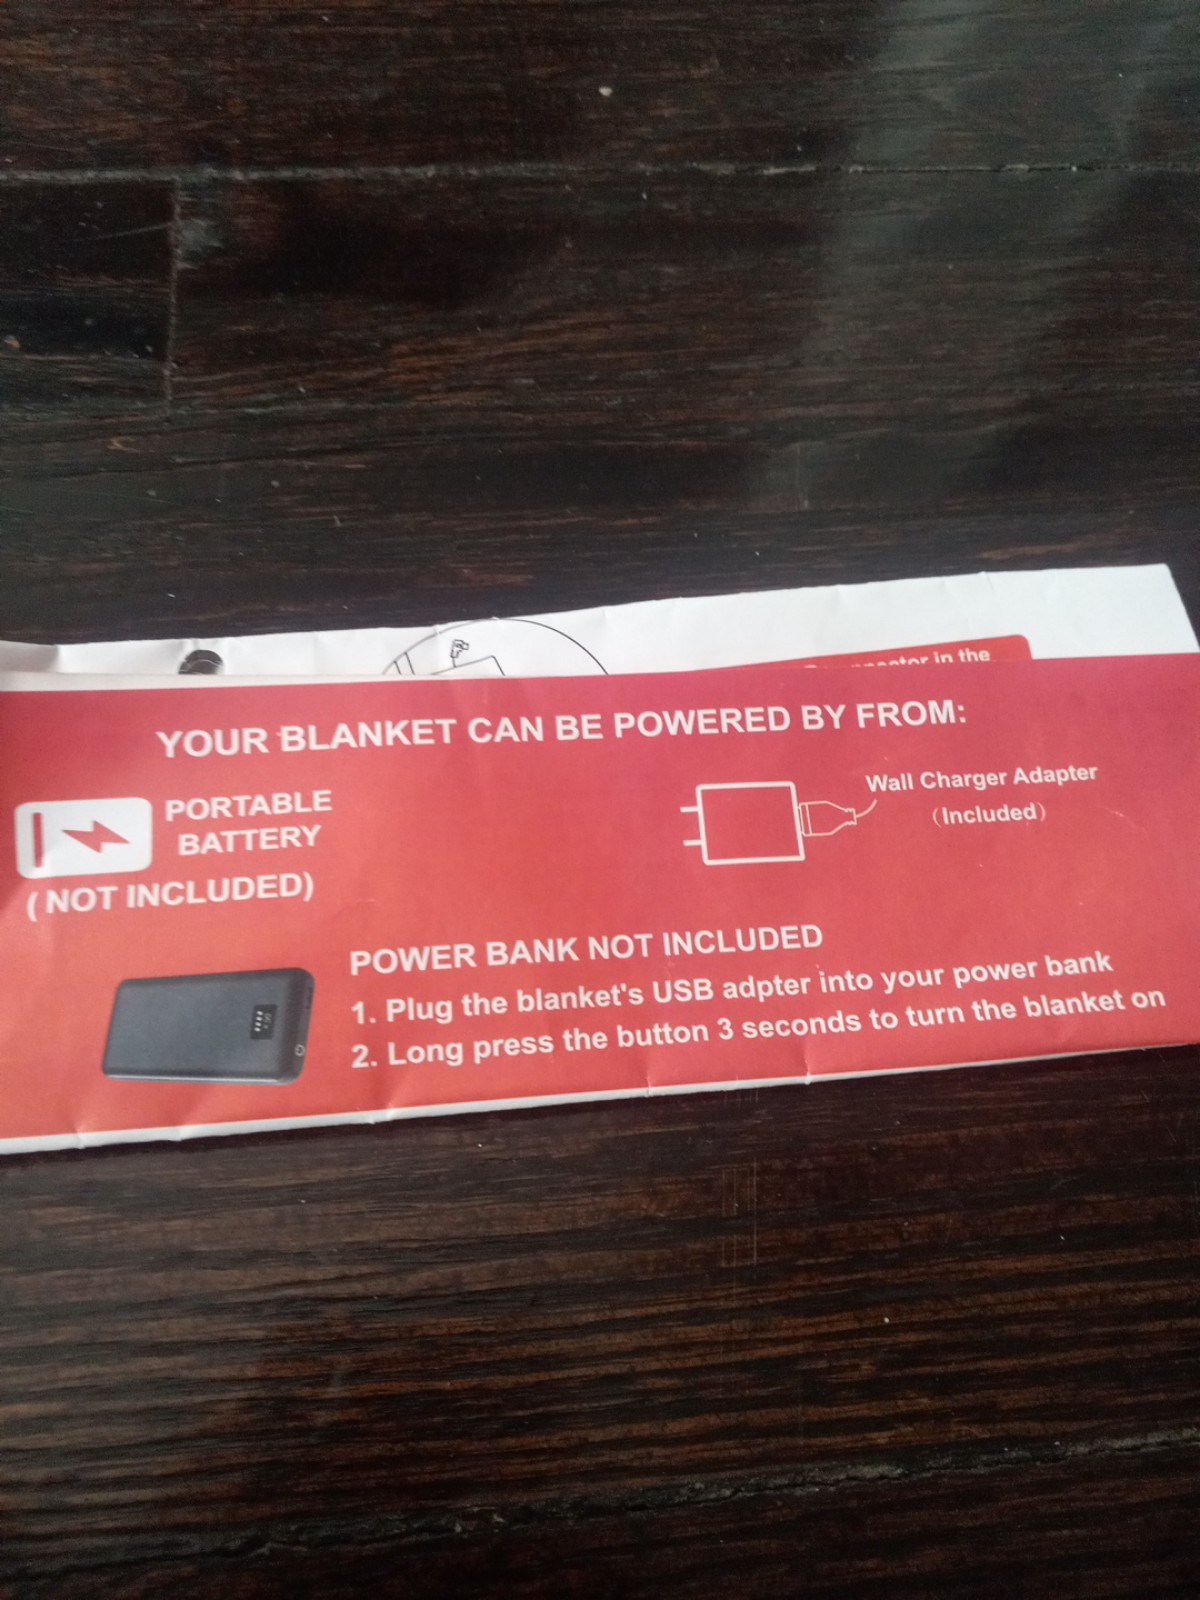 in the
YOUR BLANKET CAN BE POWERED BY FROM:
PORTABLE
BATTERY
( NOT INCLUDED)
Wall Charger Adapter
(Included)
POWER BANK NOT INCLUDED
1. Plug the blanket's USB adpter into your power bank
2. Long press the button 3 seconds to turn the blanket on